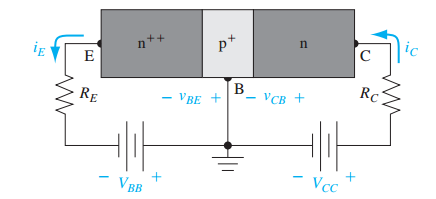 n++ p+ n
iE E C iC
B
RE − vBE + − vCB + RC
− VBB + − VCC +